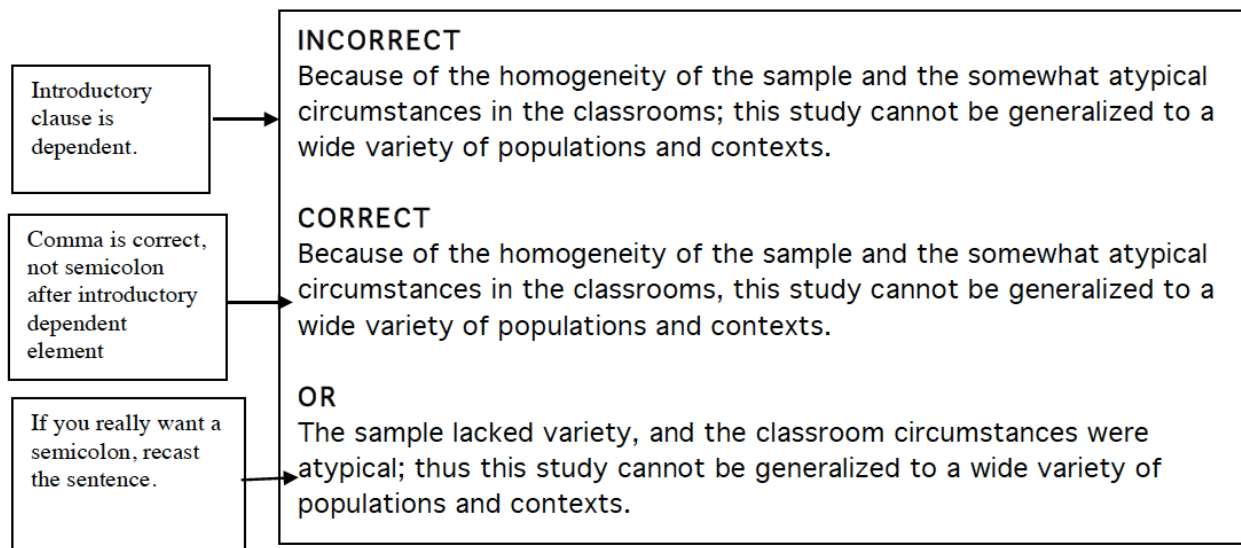 Introductory
clause is
dependent.
INCORRECT
Because of the homogeneity of the sample and the somewhat atypical
circumstances in the classrooms; this study cannot be generalized to a
wide variety of populations and contexts.
Comma is correct,
not semicolon
after introductory
dependent
element
CORRECT
Because of the homogeneity of the sample and the somewhat atypical
circumstances in the classrooms, this study cannot be generalized to a
wide variety of populations and contexts.
If you really want a
semicolon, recast
the sentence.
OR
The sample lacked variety, and the classroom circumstances were
atypical; thus this study cannot be generalized to a wide variety of
populations and contexts.